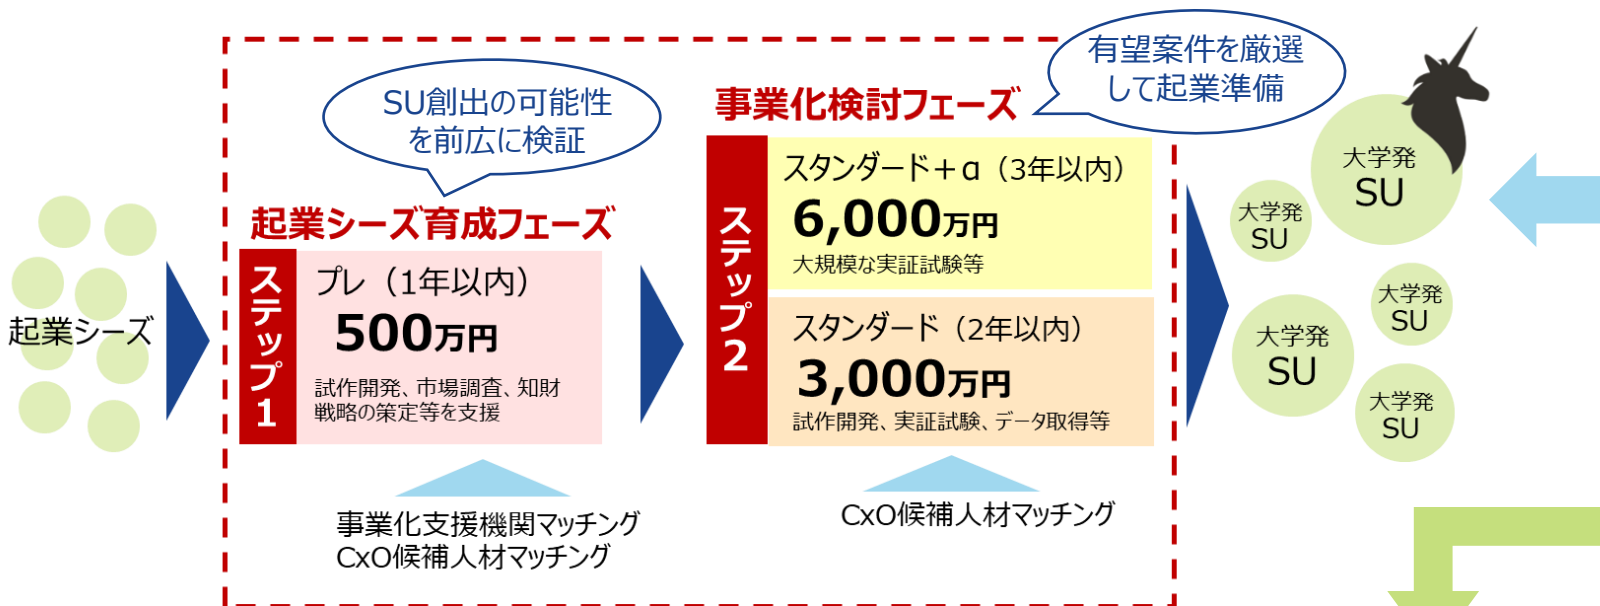 起業シーズ
SU創出の可能性
を前広に検証
起業シーズ育成フェーズ
ステップ1
プレ（1年以内）
500万円
試作開発、市場調査、知財
戦略の策定等を支援
事業化支援機関マッチング
CxO候補人材マッチング
有望案件を厳選
して起業準備
事業化検討フェーズ
ステップ2
スタンダード＋α（3年以内）
6,000万円
大規模な実証試験等
スタンダード（2年以内）
3,000万円
試作開発、実証試験、データ取得等
CxO候補人材マッチング
大学発
SU
大学発
SU
大学発
SU
大学発
SU
大学発
SU